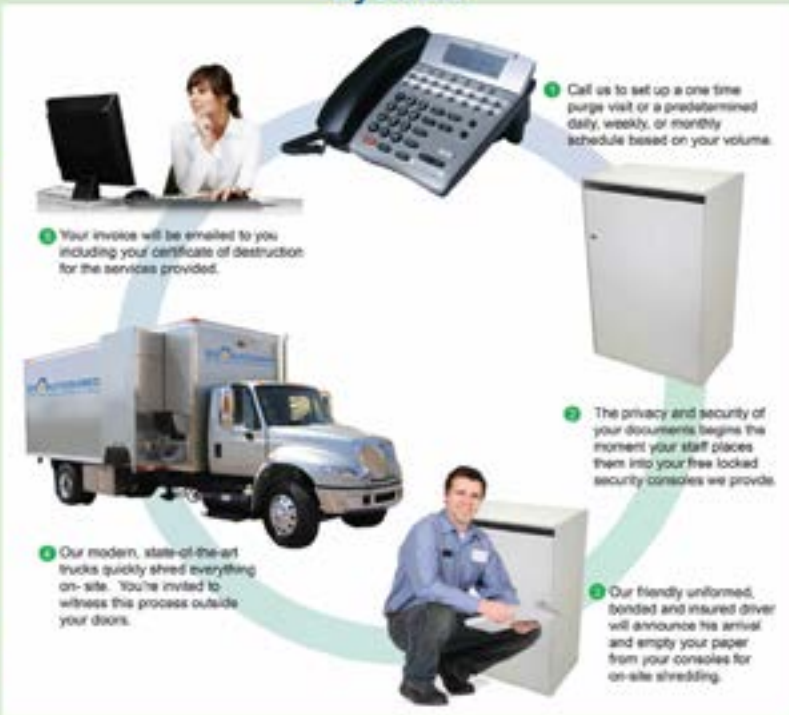 1 Call us to set up a one time
purge visit or a predetermined
daily, weekly, or monthly
schedule based on your volume.
2 The privacy and security of
your documents begins the
moment your staff places
them into your free locked
security consoles we provide.
3 Our friendly uniformed,
bonded and insured driver
will announce his arrival
and empty your paper
from your consoles for
on-site shredding.
4 Our modern, state-of-the-art
trucks quickly shred everything
on- site. You're invited to
witness this process outside
your doors.
5 Your invoice will be emailed to you
including your certificate of destruction
for the services provided.